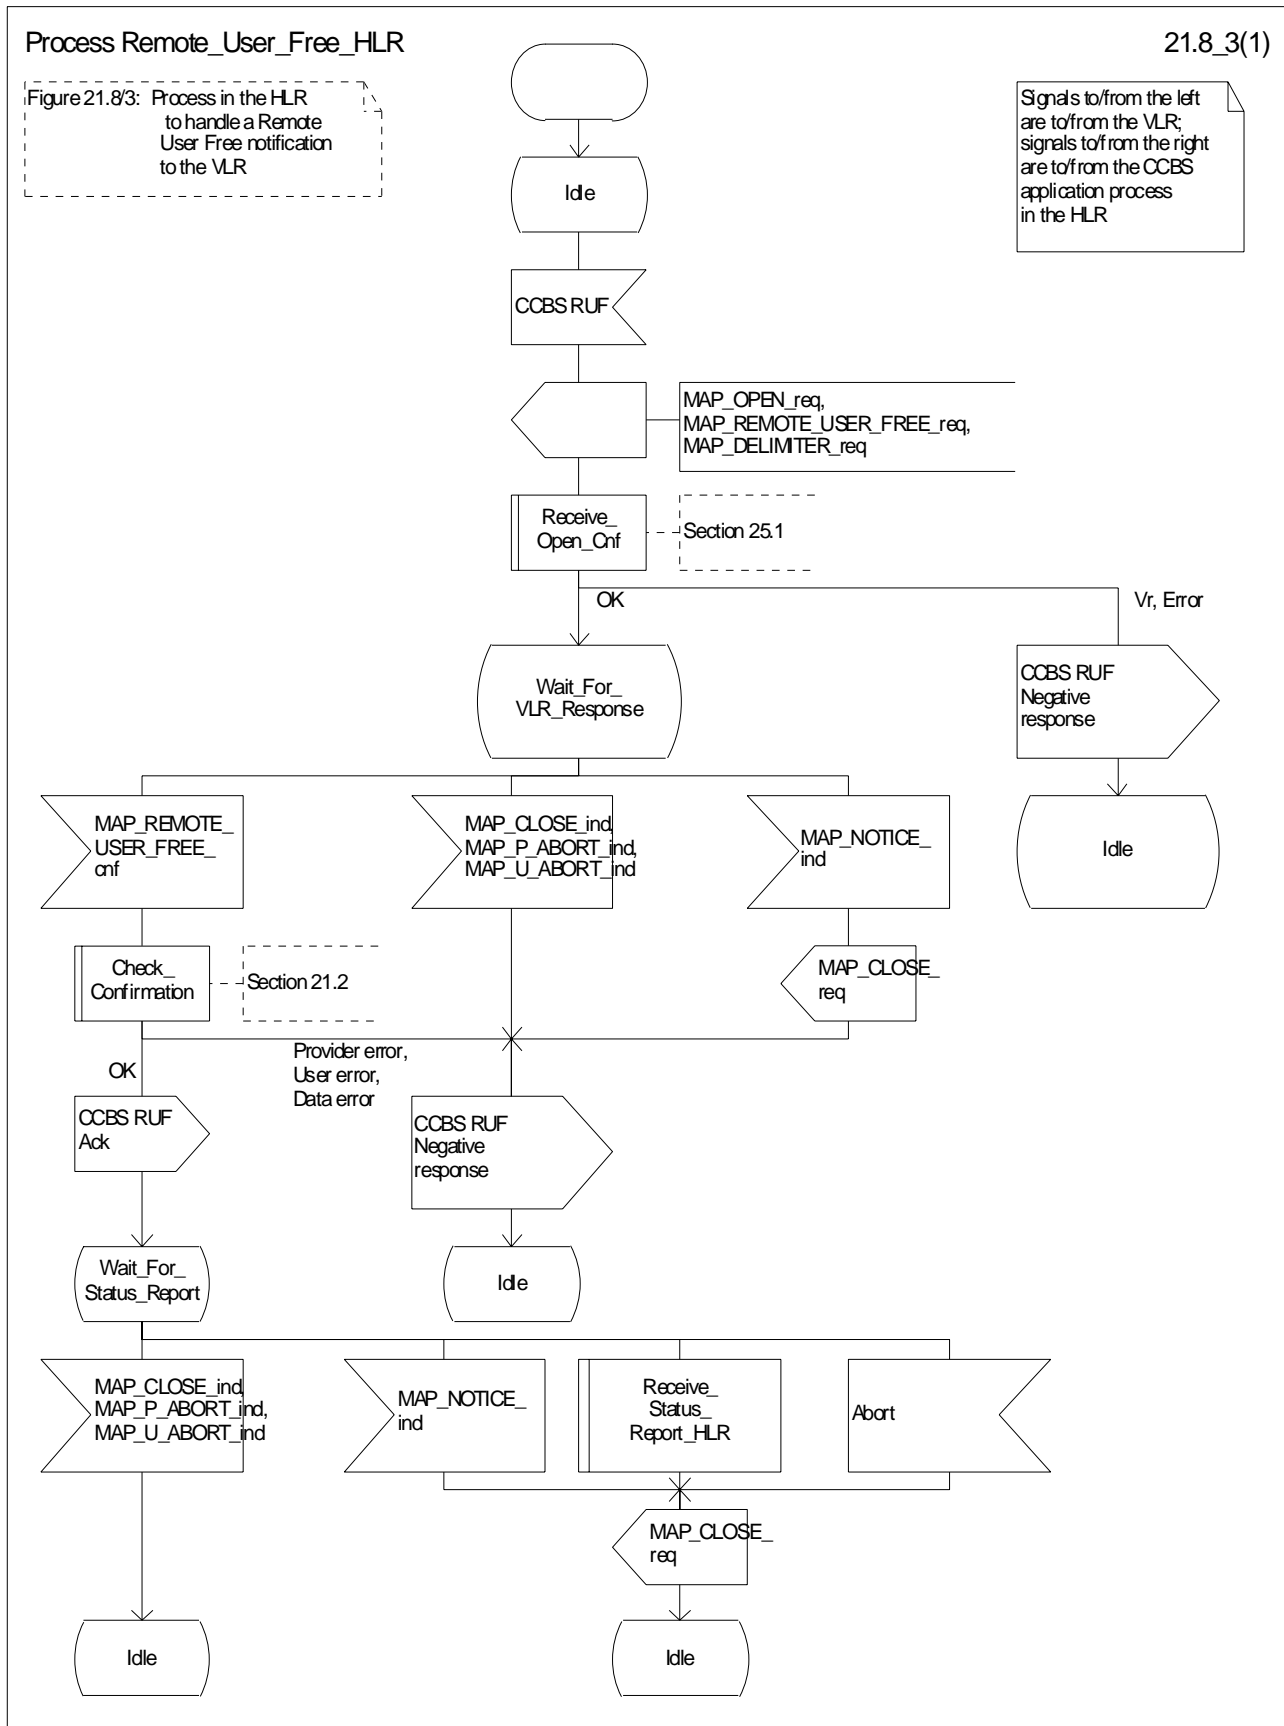 Process Remote_User_Free_HLR
21.8_3(1)
Figure 21.8/3: Process in the HLR
to handle a Remote
User Free notification
to the VLR
Signals to/from the left
are to/from the VLR;
signals to/from the right
are to/from the CCBS
application process
in the HLR
Idle
CCBS RUF
MAP_OPEN_req,
MAP_REMOTE_USER_FREE_req,
MAP_DELIMITER_req
Receive_
Open_Cnf
Section 25.1
OK
Vr, Error
Wait_For_
VLR_Response
CCBS RUF
Negative
response
MAP_REMOTE_
USER_FREE_
cnf
MAP_CLOSE_ind,
MAP_P_ABORT_ind,
MAP_U_ABORT_ind
MAP_NOTICE_
ind
Idle
Check_
Confirmation
Section 21.2
MAP_CLOSE_
req
OK
Provider error,
User error,
Data error
CCBS RUF
Ack
CCBS RUF
Negative
response
Wait_For_
Status_Report
Idle
MAP_CLOSE_ind,
MAP_P_ABORT_ind,
MAP_U_ABORT_ind
MAP_NOTICE_
ind
Receive_
Status_
Report_HLR
Abort
MAP_CLOSE_
req
Idle
Idle